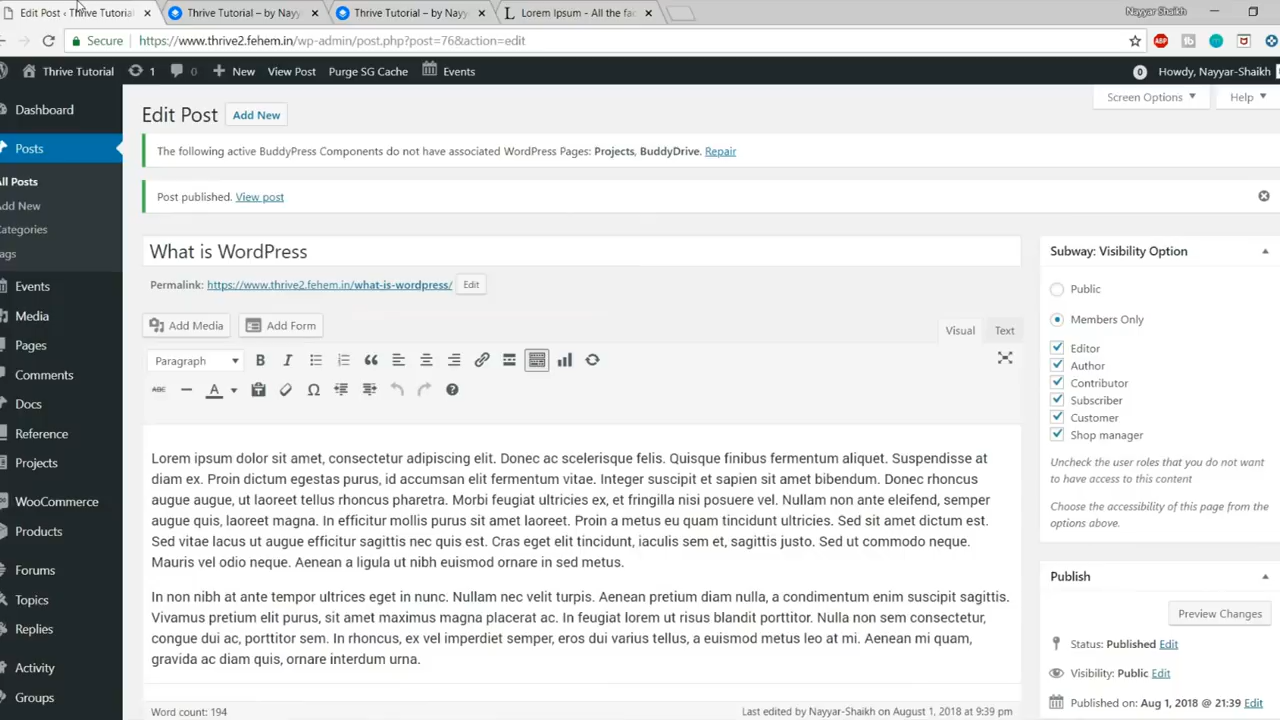 Edit Post ‹ Thrive Tutorial
Thrive Tutorial – by Nayy
Thrive Tutorial – by Nayy
Lorem Ipsum - All the fac
Nayyar Shaikh
Secure
https://www.thrive2.fehem.in/wp-admin/post.php?post=76&action=edit
Thrive Tutorial 1 0 New View Post Purge SG Cache Events
0 Howdy, Nayyar-Shaikh
Screen Options Help
Dashboard
Posts
All Posts
Add New
Categories
Tags
Events
Media
Pages
Comments
Docs
Reference
Projects
WooCommerce
Products
Forums
Topics
Replies
Activity
Groups
Edit Post Add New
The following active BuddyPress Components do not have associated WordPress Pages: Projects, BuddyDrive. Repair
Post published. View post
What is WordPress
Permalink: https://www.thrive2.fehem.in/what-is-wordpress/ Edit
Add Media Add Form
Visual Text
Paragraph B I
ABC A Ω
Lorem ipsum dolor sit amet, consectetur adipiscing elit. Donec ac scelerisque felis. Quisque finibus fermentum aliquet. Suspendisse at
diam ex. Proin dictum egestas purus, id accumsan elit fermentum vitae. Integer suscipit et sapien sit amet bibendum. Donec rhoncus
augue augue, ut laoreet tellus rhoncus pharetra. Morbi feugiat ultricies ex, et fringilla nisi posuere vel. Nullam non ante eleifend, semper
augue quis, laoreet magna. In efficitur mollis purus sit amet laoreet. Proin a metus eu quam tincidunt ultricies. Sed sit amet dictum est.
Sed vitae lacus ut augue efficitur sagittis nec quis est. Cras eget elit tincidunt, iaculis sem et, sagittis justo. Sed ut commodo neque.
Mauris vel odio neque. Aenean a ligula ut nibh euismod ornare in sed metus.
In non nibh at ante tempor ultrices eget in nunc. Nullam nec velit turpis. Aenean pretium diam nulla, a condimentum enim suscipit sagittis.
Vivamus pretium elit purus, sit amet maximus magna placerat ac. In feugiat lorem ut risus blandit porttitor. Nulla non sem consectetur,
congue dui ac, porttitor sem. In rhoncus, ex vel imperdiet semper, eros dui varius tellus, a euismod metus leo at mi. Aenean mi quam,
gravida ac diam quis, ornare interdum urna.
Word count: 194
Last edited by Nayyar-Shaikh on August 1, 2018 at 9:39 pm
Subway: Visibility Option
Public
Members Only
Editor
Author
Contributor
Subscriber
Customer
Shop manager
Uncheck the user roles that you do not want
to have access to this content
Choose the accessibility of this page from the
options above.
Publish
Preview Changes
Status: Published Edit
Visibility: Public Edit
Published on: Aug 1, 2018 @ 21:39 Edit